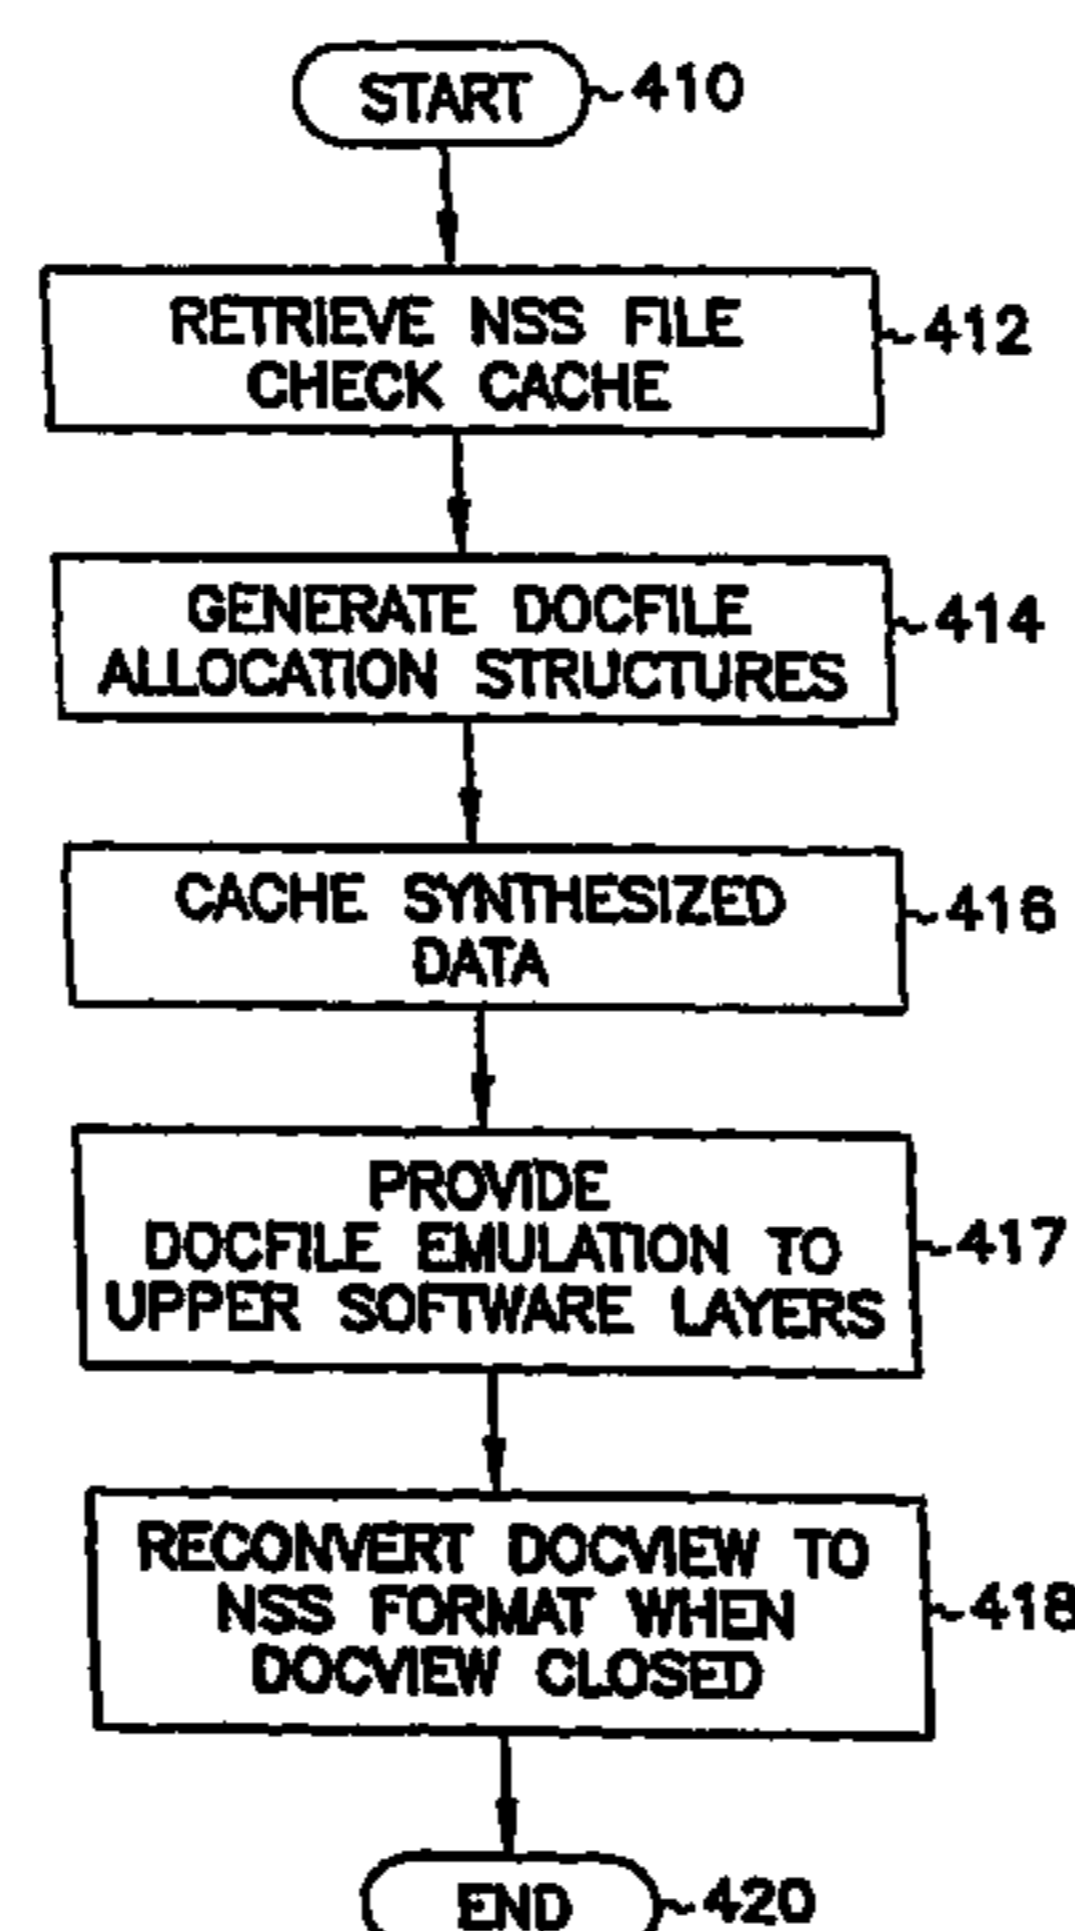 START 410
RETRIEVE NSS FILE
CHECK CACHE
412
GENERATE DOCFILE
ALLOCATION STRUCTURES
414
CACHE SYNTHESIZED
DATA
416
PROVIDE
DOCFILE EMULATION TO
UPPER SOFTWARE LAYERS
417
RECONVERT DOCVIEW TO
NSS FORMAT WHEN
DOCVIEW CLOSED
418
END 420